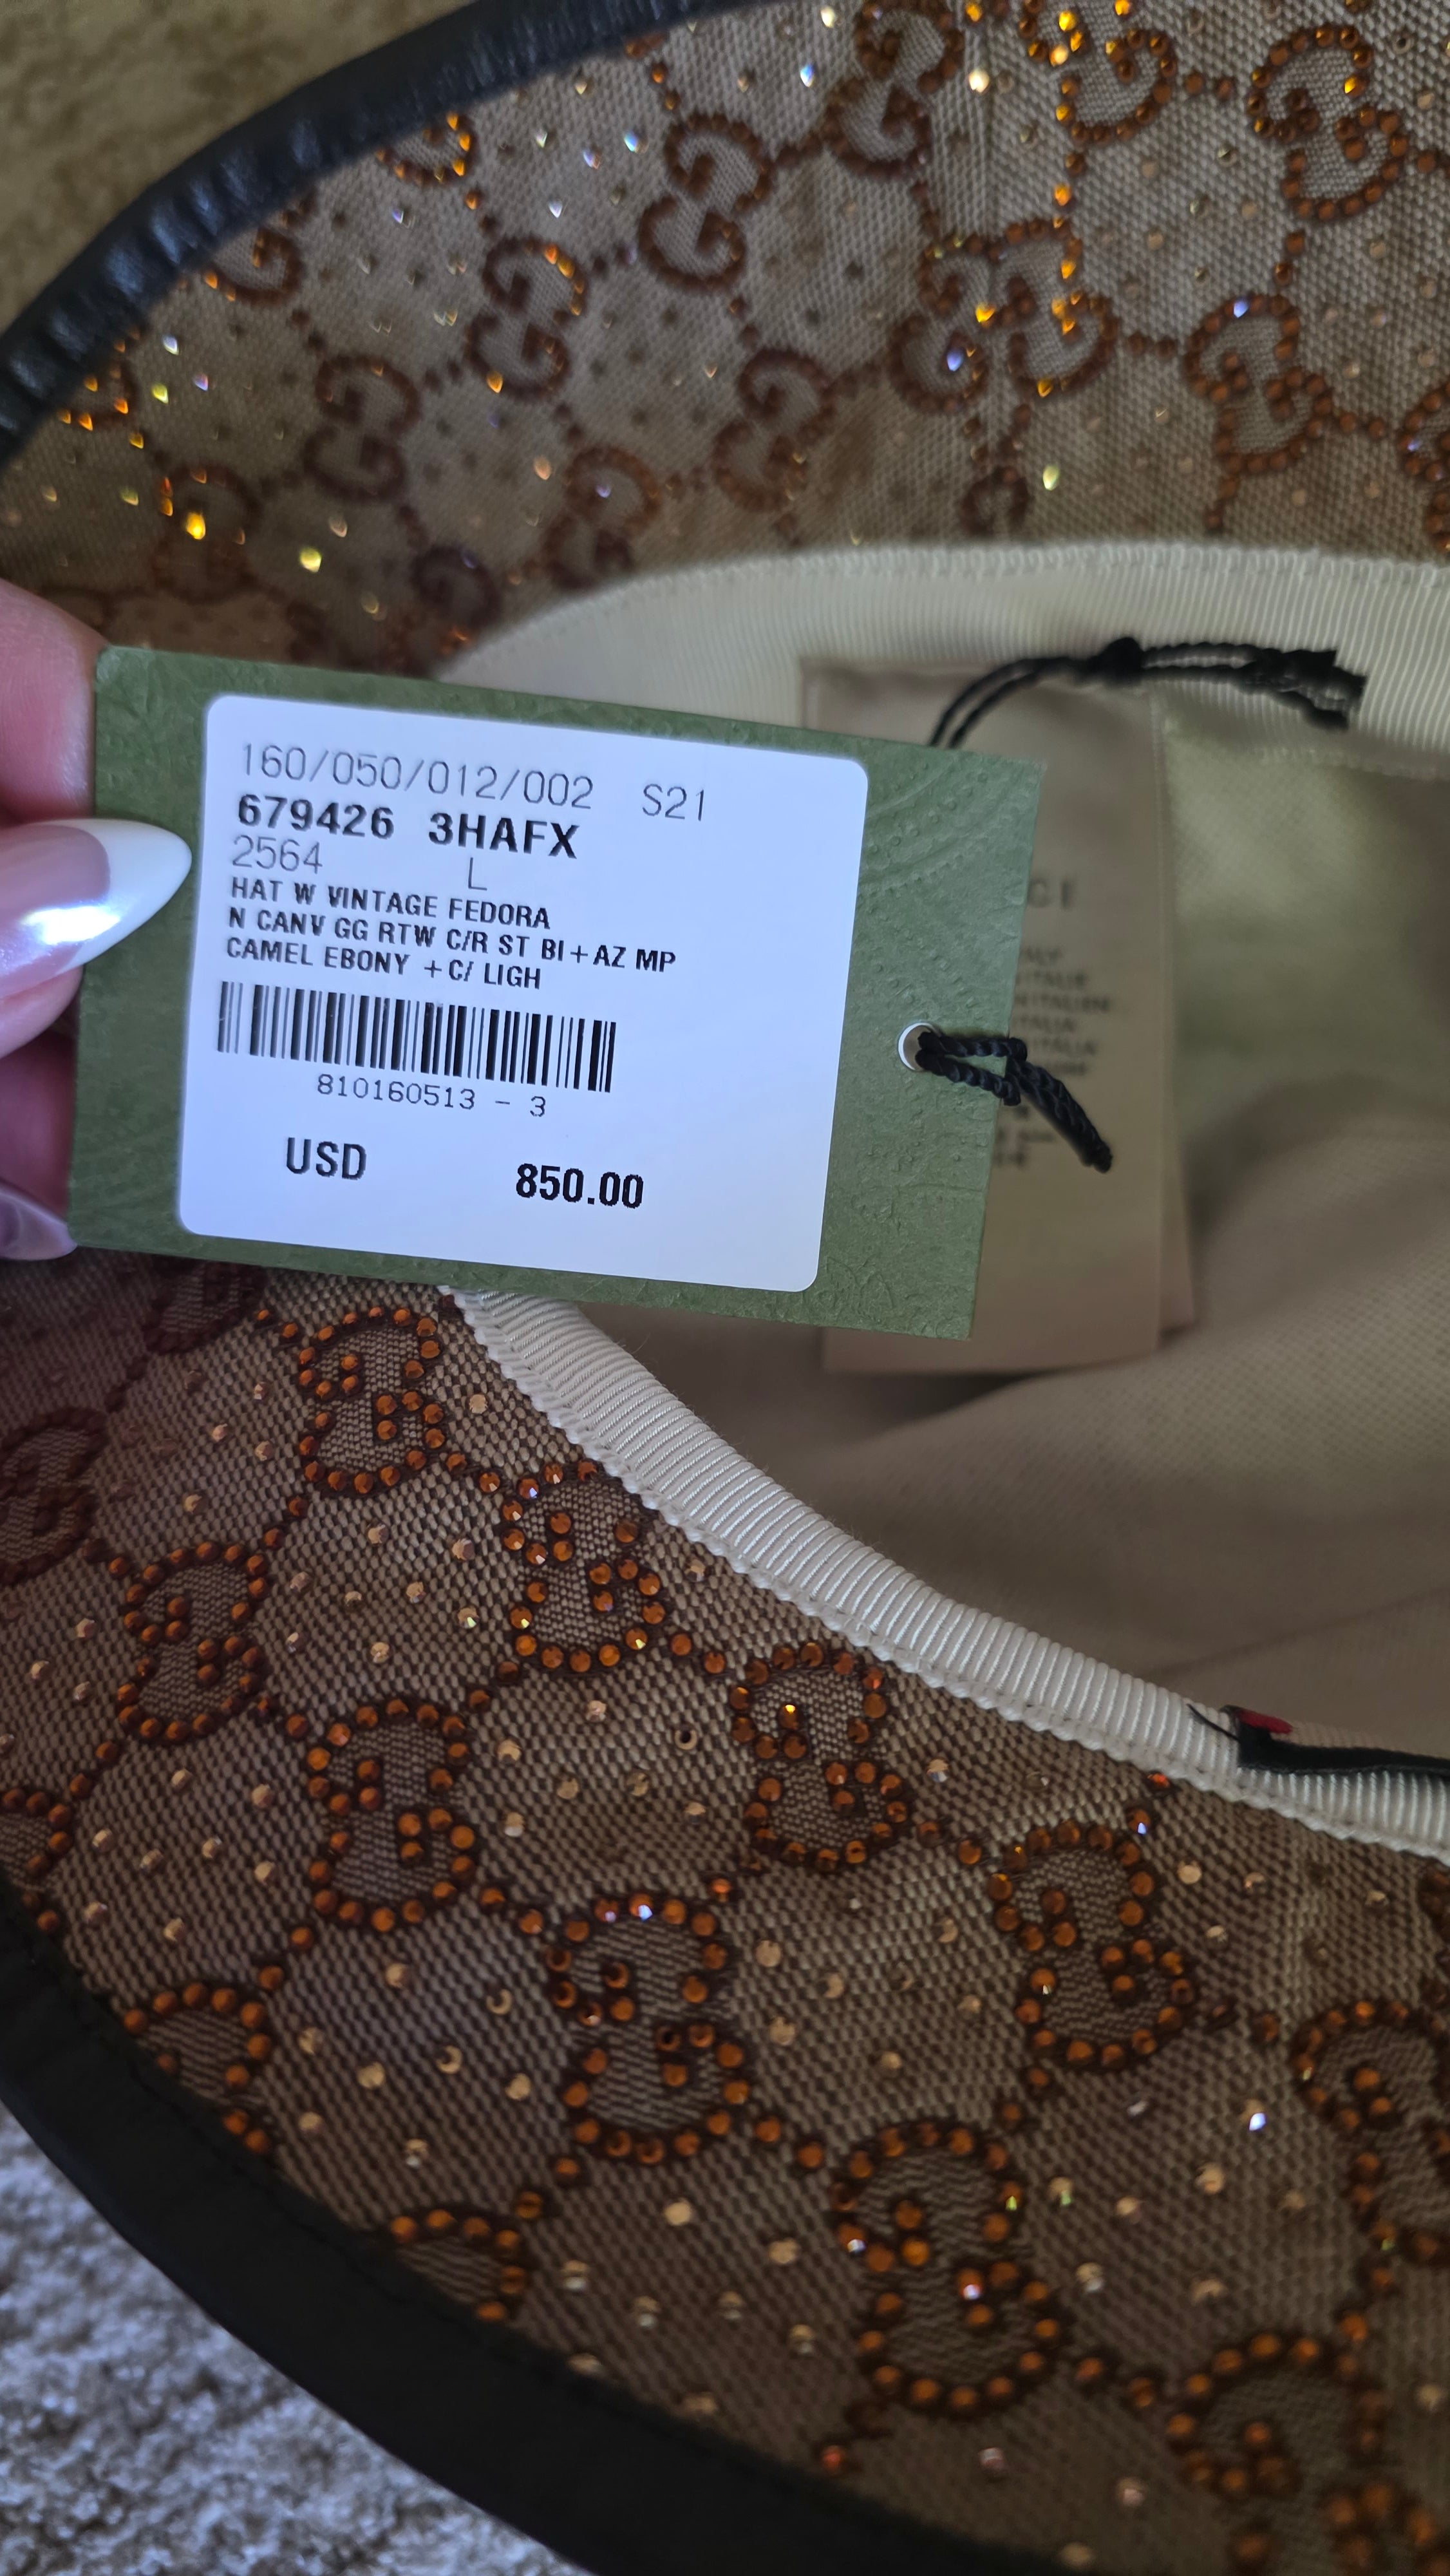 160/050/012/002 S21
679426 3HAFX
2564 L
HAT W VINTAGE FEDORA
N CANV GG RTW C/R ST BI+AZ MP
CAMEL EBONY +C/ LIGH
810160513 - 3
USD 850.00